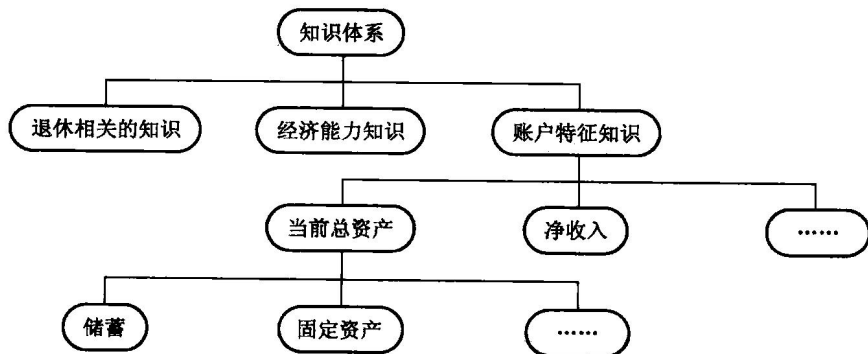 知识体系
退休相关的知识
经济能力知识
账户特征知识
当前总资产
净收入
……
储蓄
固定资产
……